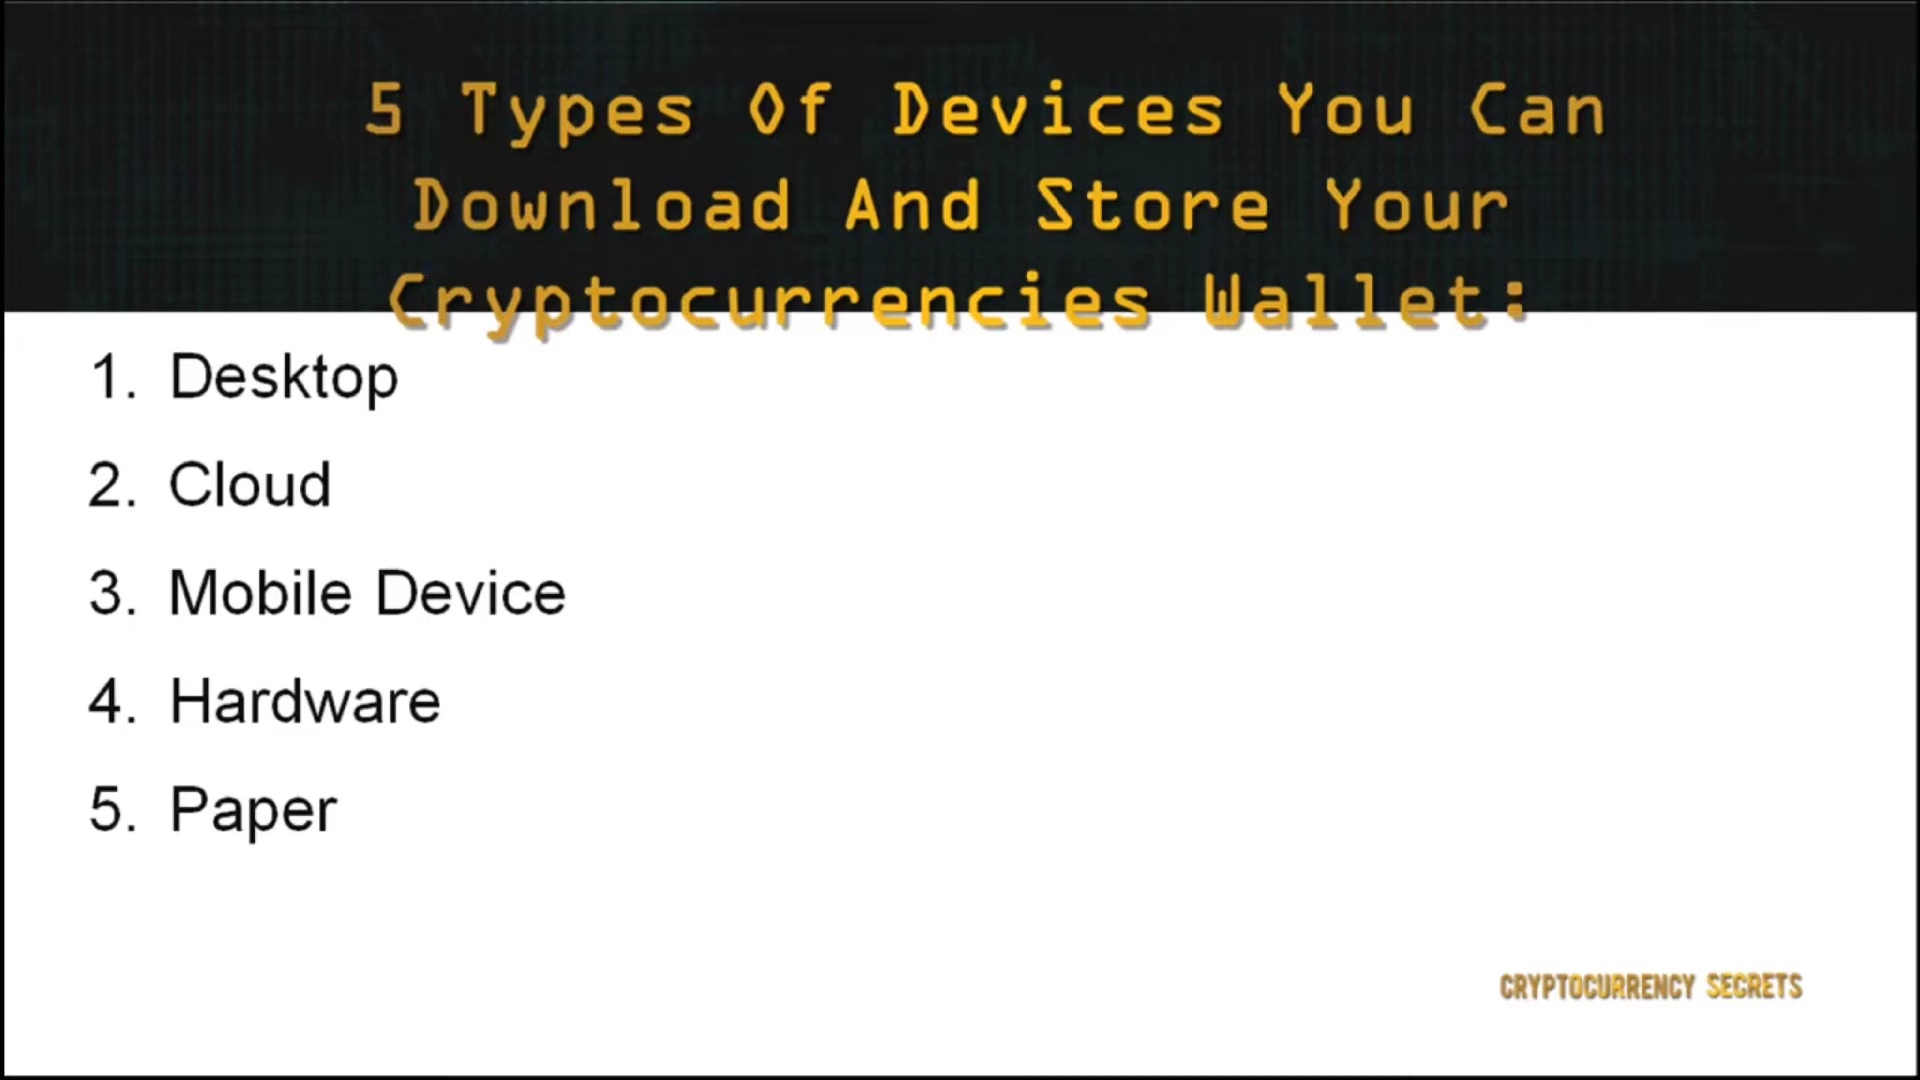 5 Types Of Devices You Can
Download And Store Your
Cryptocurrencies Wallet:
1. Desktop
2. Cloud
3. Mobile Device
4. Hardware
5. Paper
CRYPTOCURRENCY SECRETS